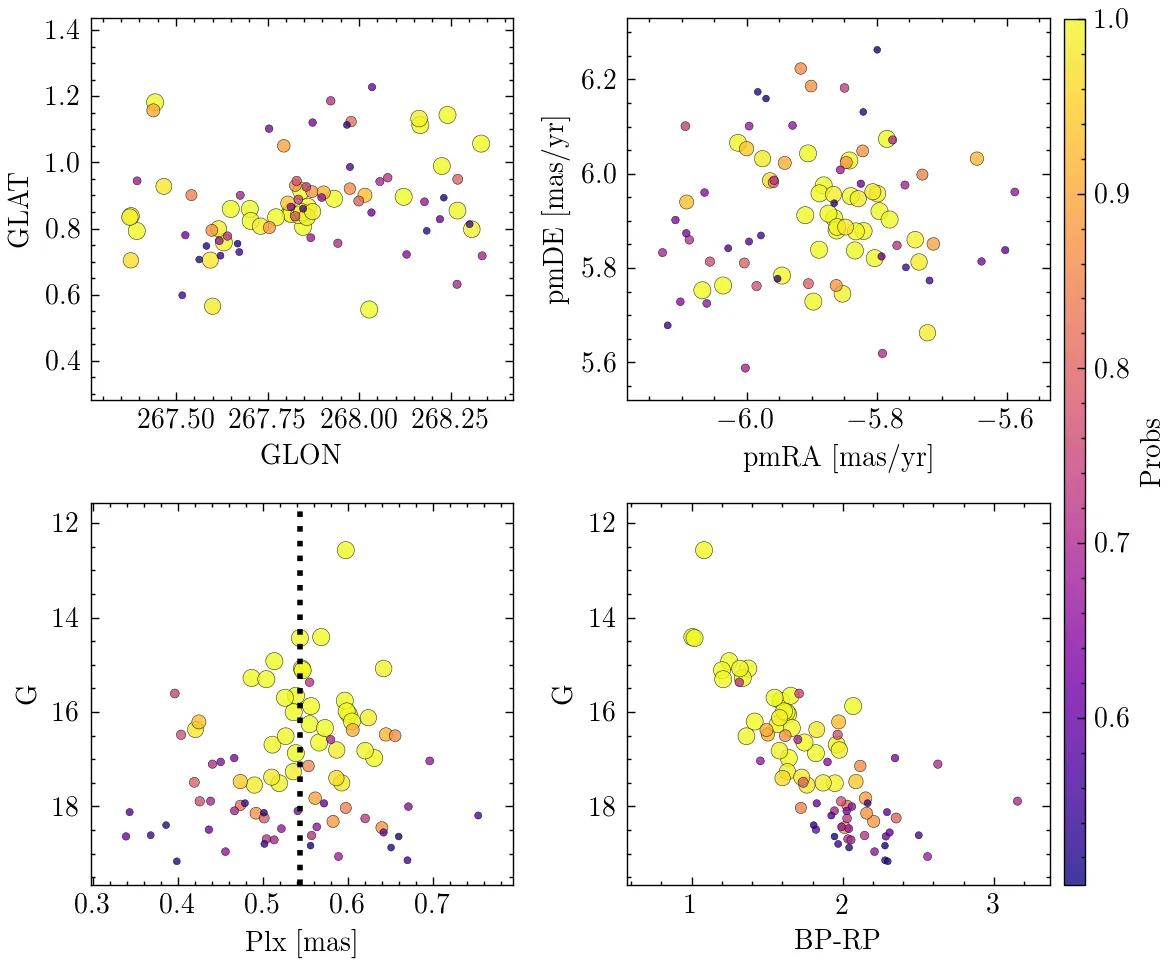 1.4
1.2
1.0
0.8
0.6
0.4
GLAT
267.50 267.75 268.00 268.25
GLON
6.2
6.0
5.8
5.6
pmDE [mas/yr]
−6.0 −5.8 −5.6
pmRA [mas/yr]
1.0
0.9
0.8
0.7
0.6
Probs
12
14
16
18
G
0.3 0.4 0.5 0.6 0.7
Plx [mas]
12
14
16
18
G
1 2 3
BP-RP